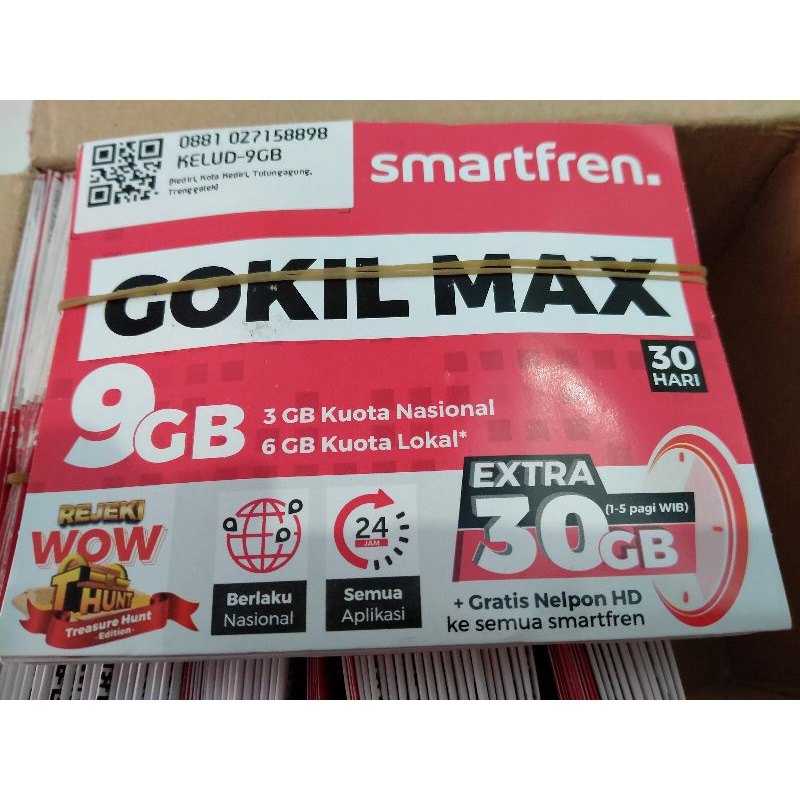 0881 027158898
KELUD-9GB
(Kediri, Kota Kediri, Tulungagung,
Trenggalek)
smartfren.
GOKIL MAX
30
HARI
9GB
3 GB Kuota Nasional
6 GB Kuota Lokal*
REJEKI
WOW
T HUNT
Treasure Hunt
-Edition-
Berlaku
Nasional
24
JAM
Semua
Aplikasi
EXTRA
30GB
(1-5 pagi WIB)
+ Gratis Nelpon HD
ke semua smartfren